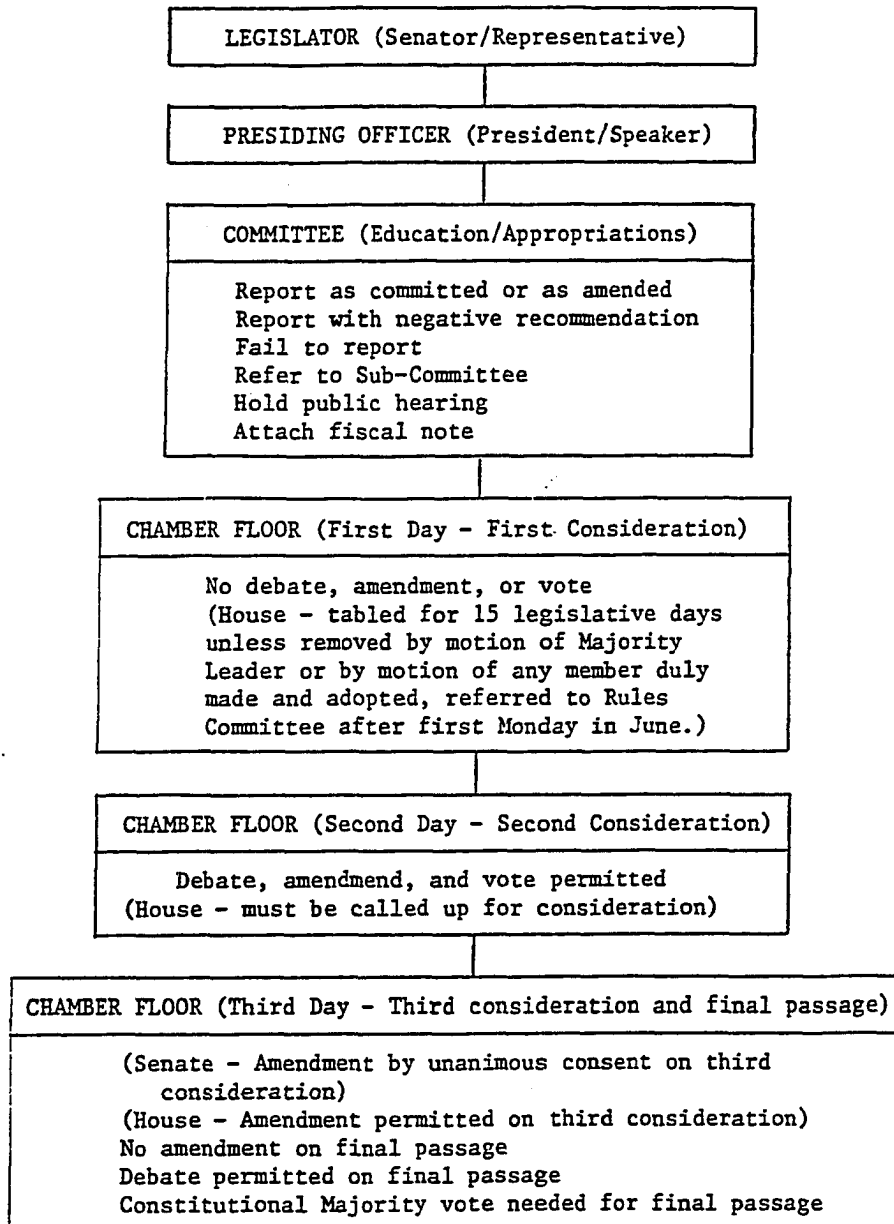 LEGISLATOR (Senator/Representative)
PRESIDING OFFICER (President/Speaker)
COMMITTEE (Education/Appropriations)
Report as committed or as amended
Report with negative recommendation
Fail to report
Refer to Sub-Committee
Hold public hearing
Attach fiscal note
CHAMBER FLOOR (First Day - First Consideration)
No debate, amendment, or vote
(House - tabled for 15 legislative days
unless removed by motion of Majority
Leader or by motion of any member duly
made and adopted, referred to Rules
Committee after first Monday in June.)
CHAMBER FLOOR (Second Day - Second Consideration)
Debate, amendmend, and vote permitted
(House - must be called up for consideration)
CHAMBER FLOOR (Third Day - Third consideration and final passage)
(Senate - Amendment by unanimous consent on third
consideration)
(House - Amendment permitted on third consideration)
No amendment on final passage
Debate permitted on final passage
Constitutional Majority vote needed for final passage